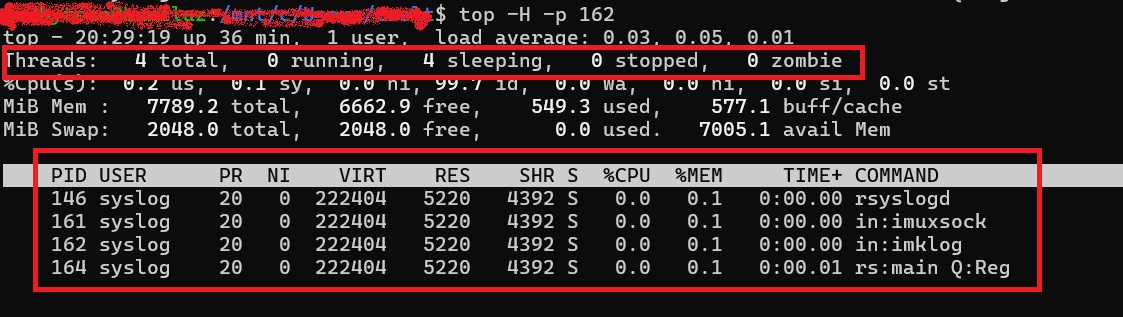 $ top -H -p 162
top - 20:29:19 up 36 min, 1 user, load average: 0.03, 0.05, 0.01
Threads: 4 total, 0 running, 4 sleeping, 0 stopped, 0 zombie
%Cpu(s): 0.2 us, 0.1 sy, 0.0 ni, 99.7 id, 0.0 wa, 0.0 hi, 0.0 si, 0.0 st
MiB Mem : 7789.2 total, 6662.9 free, 549.3 used, 577.1 buff/cache
MiB Swap: 2048.0 total, 2048.0 free, 0.0 used. 7005.1 avail Mem
PID USER PR NI VIRT RES SHR S %CPU %MEM TIME+ COMMAND
146 syslog 20 0 222404 5220 4392 S 0.0 0.1 0:00.00 rsyslogd
161 syslog 20 0 222404 5220 4392 S 0.0 0.1 0:00.00 in:imuxsock
162 syslog 20 0 222404 5220 4392 S 0.0 0.1 0:00.00 in:imklog
164 syslog 20 0 222404 5220 4392 S 0.0 0.1 0:00.01 rs:main Q:Reg